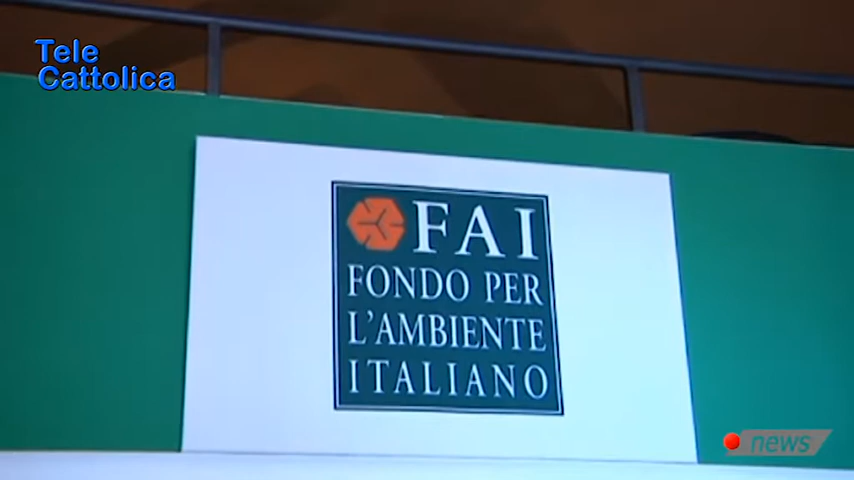 Tele
Cattolica
FAI
FONDO PER
L'AMBIENTE
ITALIANO
news